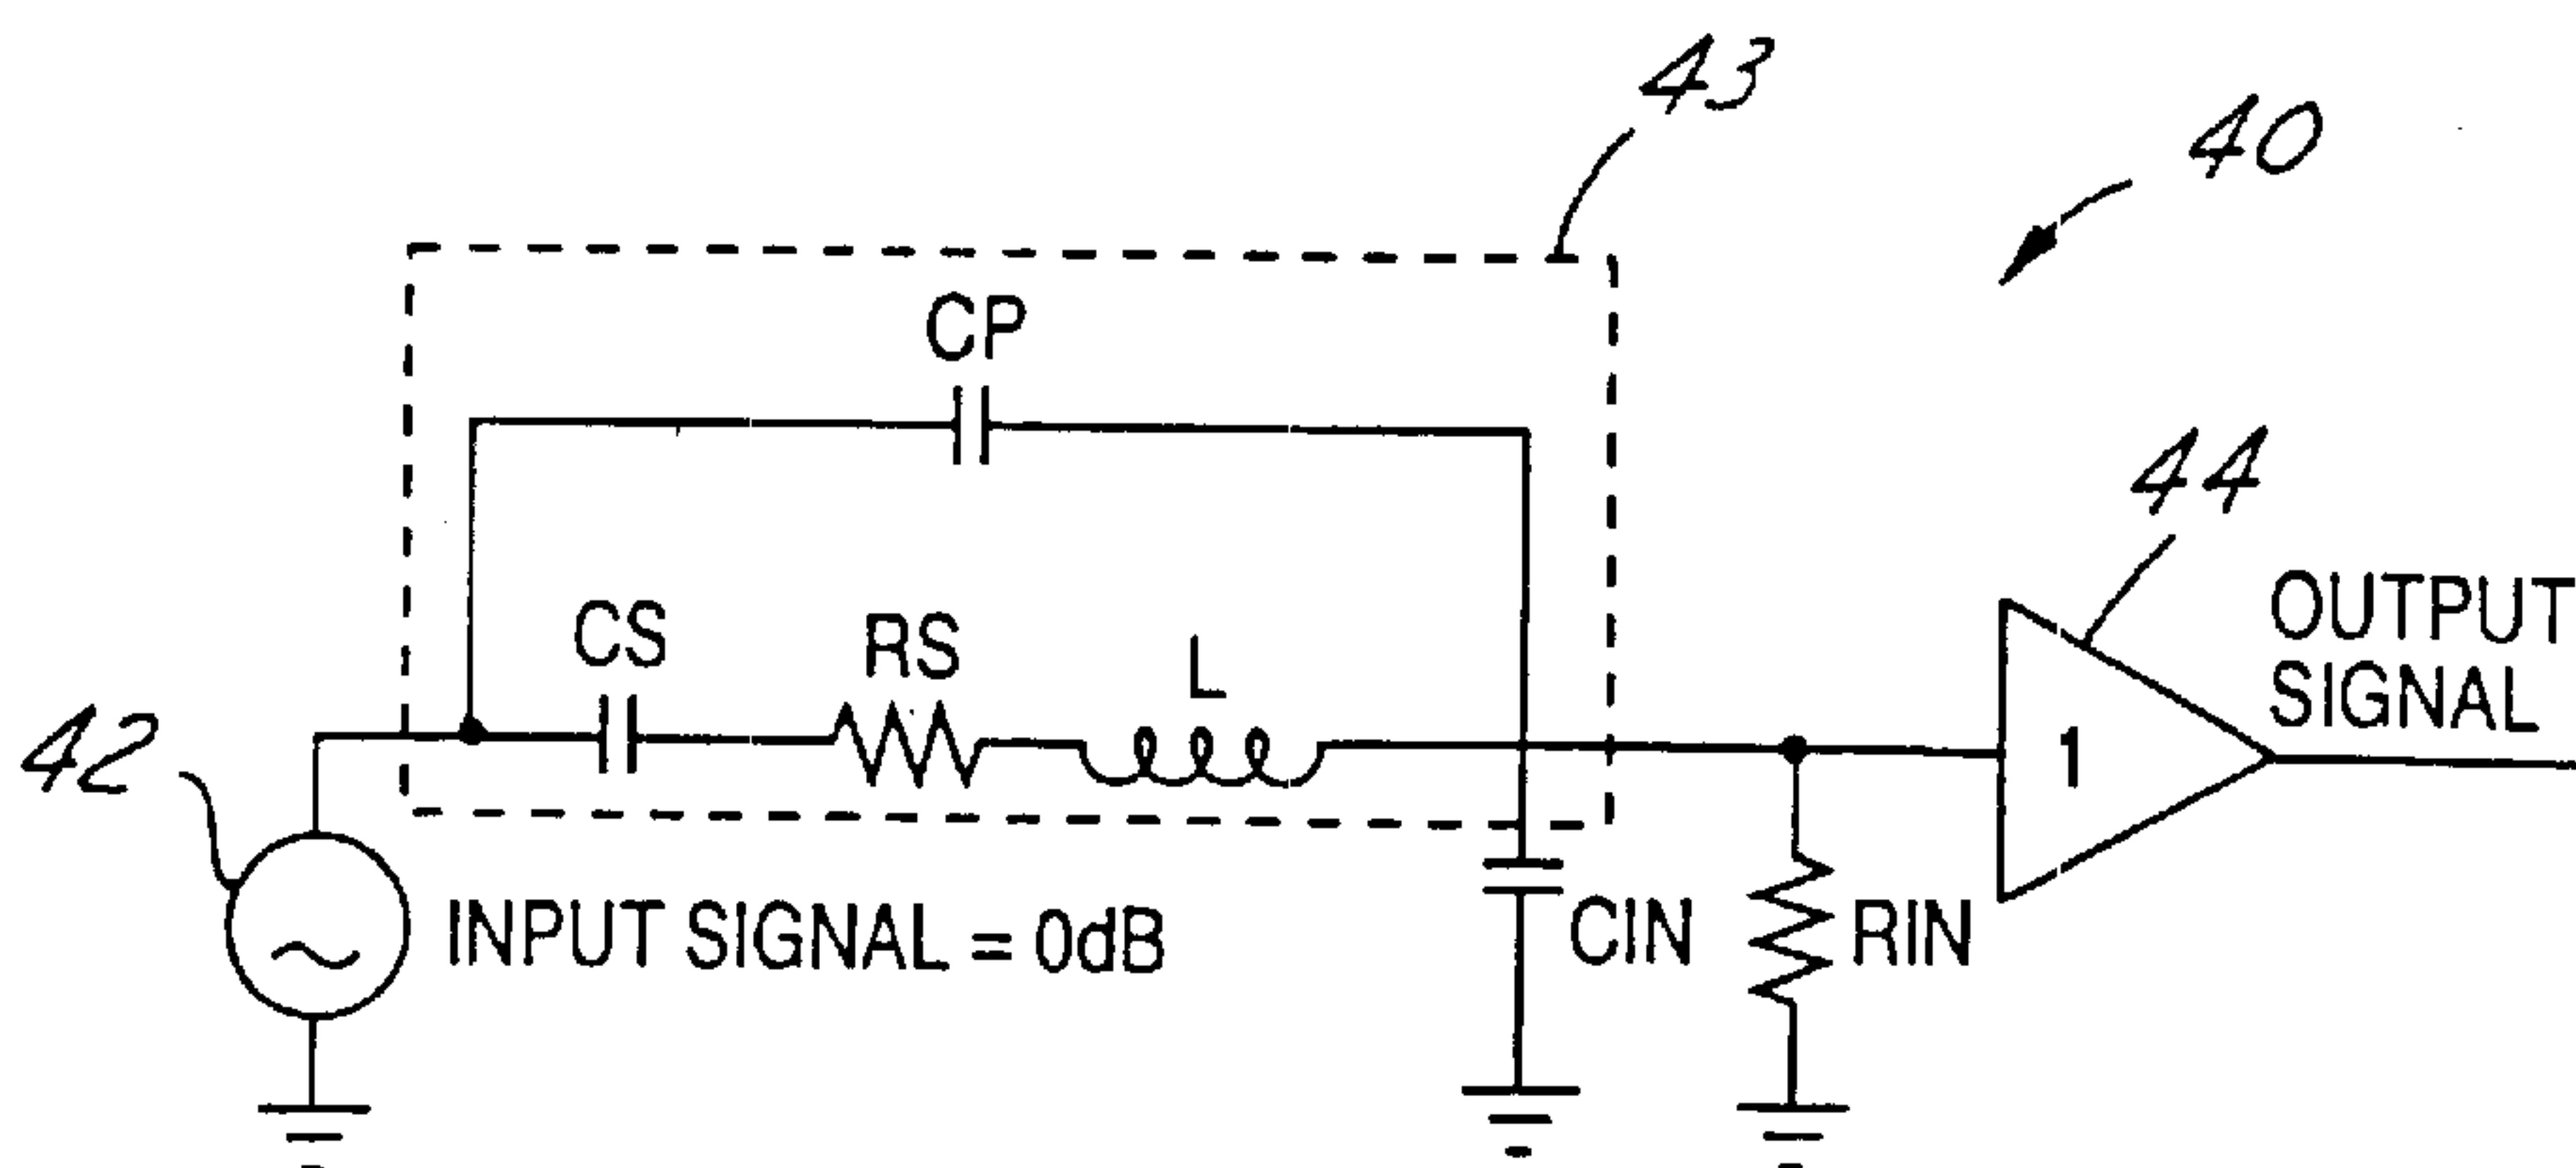 43
40
CP
44
CS
RS
L
OUTPUT
SIGNAL
1
42
INPUT SIGNAL = 0dB
CIN
RIN